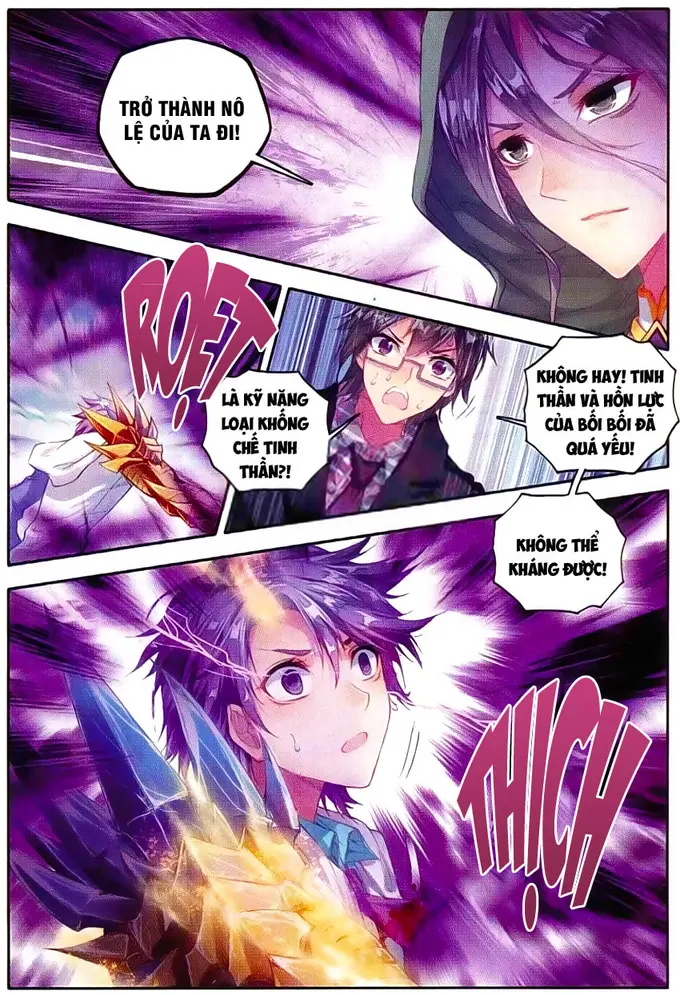 TRỞ THÀNH NÔ
LỆ CỦA TA ĐI!
ROẸT
LÀ KỸ NĂNG
LOẠI KHỐNG
CHẾ TINH
THẦN?!
KHÔNG HAY! TINH
THẦN VÀ HỒN LỰC
CỦA BỐI BỐI ĐÃ
QUÁ YẾU!
KHÔNG THỂ
KHÁNG ĐƯỢC!
THỊCH